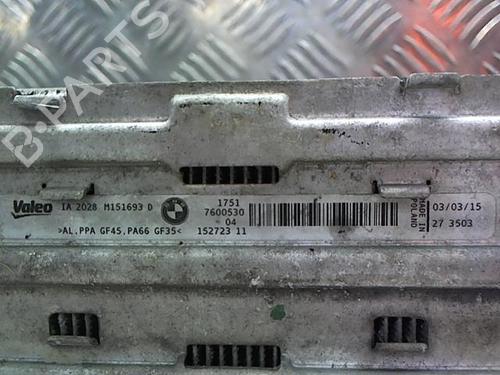 B-PARTS
Valeo IA 2028 M151693 D
>AL.PPA GF45.PA66 GF35<
1751
7600530
04
152723 11
MADE IN
POLAND
03/03/15
27 3503